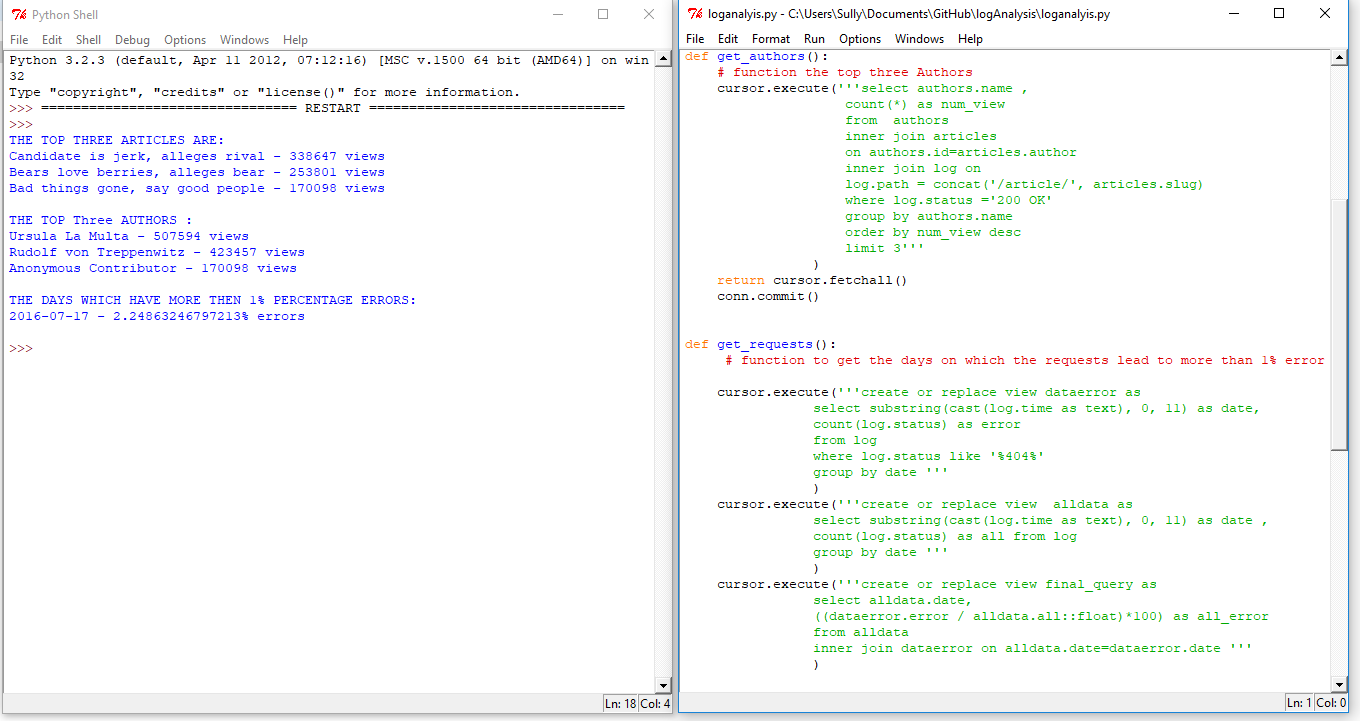 Python Shell
File Edit Shell Debug Options Windows Help
Python 3.2.3 (default, Apr 11 2012, 07:12:16) [MSC v.1500 64 bit (AMD64)] on win
32
Type "copyright", "credits" or "license()" for more information.
>>> ================================ RESTART ================================
>>>
THE TOP THREE ARTICLES ARE:
Candidate is jerk, alleges rival - 338647 views
Bears love berries, alleges bear - 253801 views
Bad things gone, say good people - 170098 views
THE TOP Three AUTHORS :
Ursula La Multa - 507594 views
Rudolf von Treppenwitz - 423457 views
Anonymous Contributor - 170098 views
THE DAYS WHICH HAVE MORE THEN 1% PERCENTAGE ERRORS:
2016-07-17 - 2.24863246797213% errors
>>>
Ln: 18 Col: 4
loganalyis.py - C:\Users\Sully\Documents\GitHub\logAnalysis\loganalyis.py
File Edit Format Run Options Windows Help
def get_authors():
    # function the top three Authors
    cursor.execute('''select authors.name ,
                    count(*) as num_view
                    from  authors
                    inner join articles
                    on authors.id=articles.author
                    inner join log on
                    log.path = concat('/article/', articles.slug)
                    where log.status ='200 OK'
                    group by authors.name
                    order by num_view desc
                    limit 3'''
                )
    return cursor.fetchall()
    conn.commit()
def get_requests():
     # function to get the days on which the requests lead to more than 1% error
    cursor.execute('''create or replace view dataerror as
                select substring(cast(log.time as text), 0, 11) as date,
                count(log.status) as error
                from log
                where log.status like '%404%'
                group by date '''
                )
    cursor.execute('''create or replace view  alldata as
                select substring(cast(log.time as text), 0, 11) as date ,
                count(log.status) as all from log
                group by date '''
                )
    cursor.execute('''create or replace view final_query as
                select alldata.date,
                ((dataerror.error / alldata.all::float)*100) as all_error
                from alldata
                inner join dataerror on alldata.date=dataerror.date '''
                )
Ln: 1 Col: 0